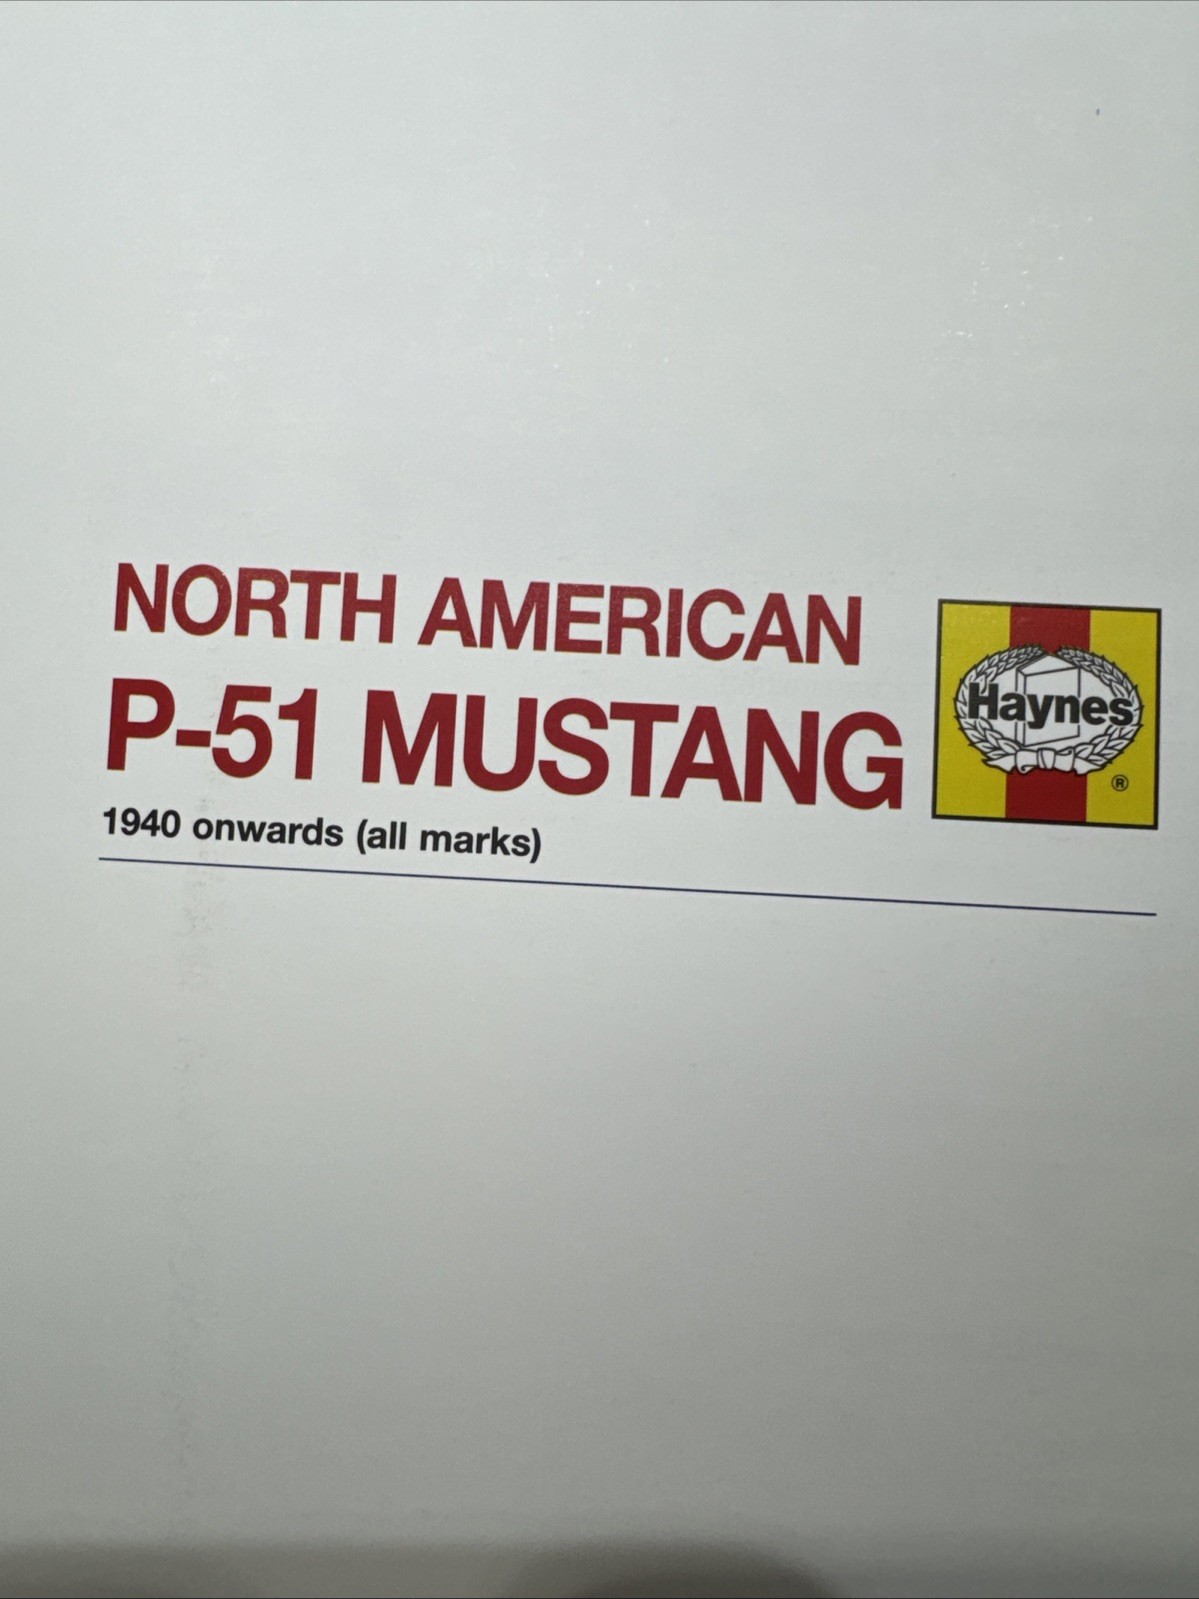 NORTH AMERICAN
P-51 MUSTANG
1940 onwards (all marks)
Haynes
®